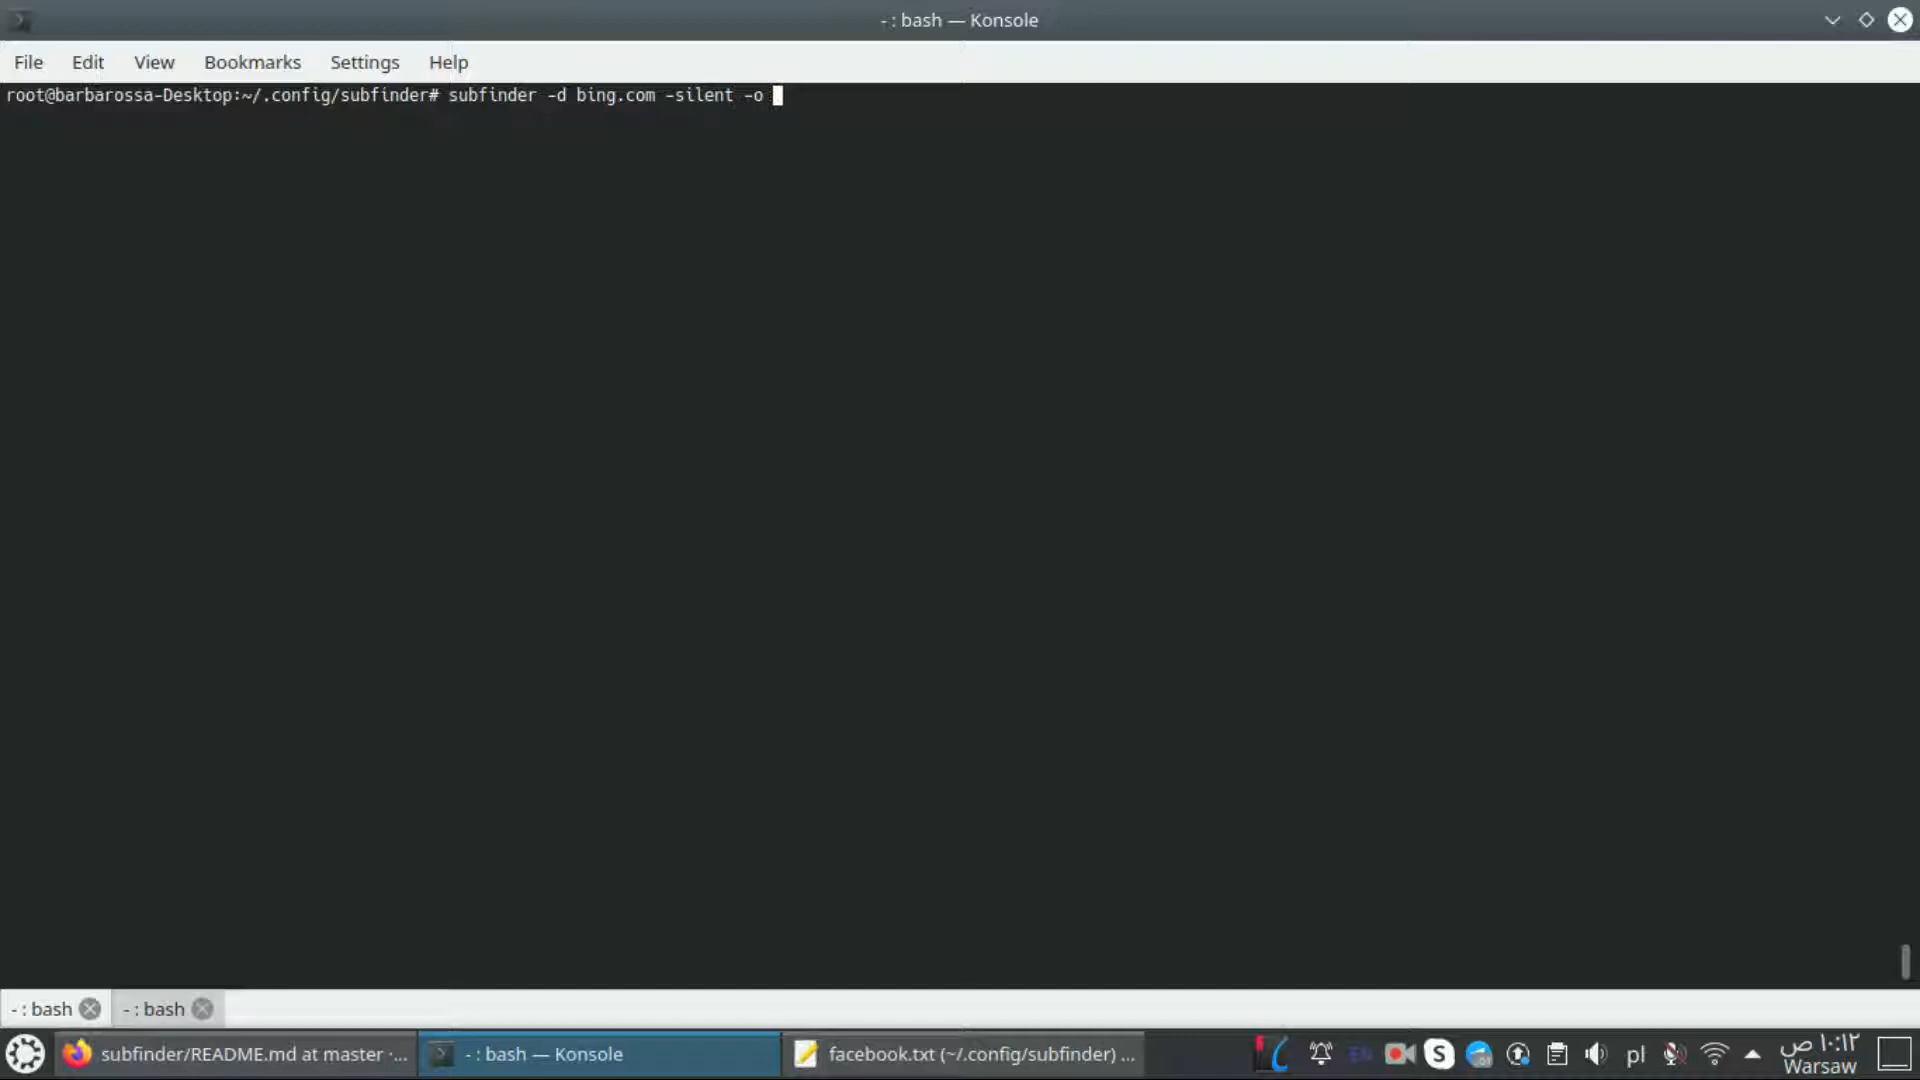 - : bash — Konsole
File Edit View Bookmarks Settings Help
root@barbarossa-Desktop:~/.config/subfinder# subfinder -d bing.com -silent -o
- : bash - : bash
subfinder/README.md at master ·... - : bash — Konsole facebook.txt (~/.config/subfinder) ... EN S pl ١٠:١٢ ص
Warsaw